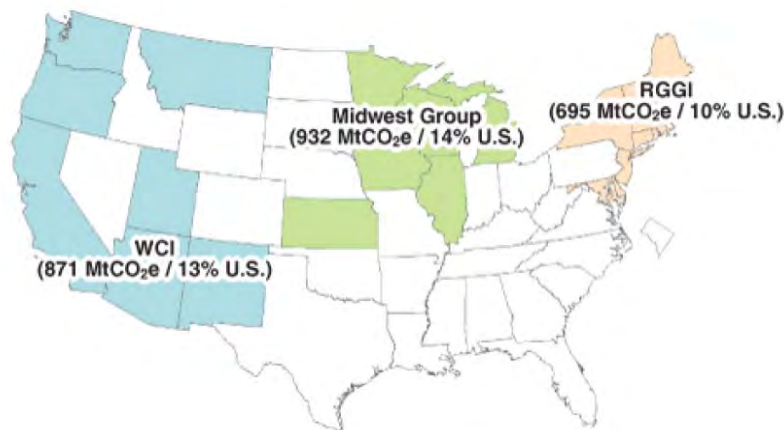 Midwest Group
(932 MtCO₂e / 14% U.S.)
RGGI
(695 MtCO₂e / 10% U.S.)
WCI
(871 MtCO₂e / 13% U.S.)